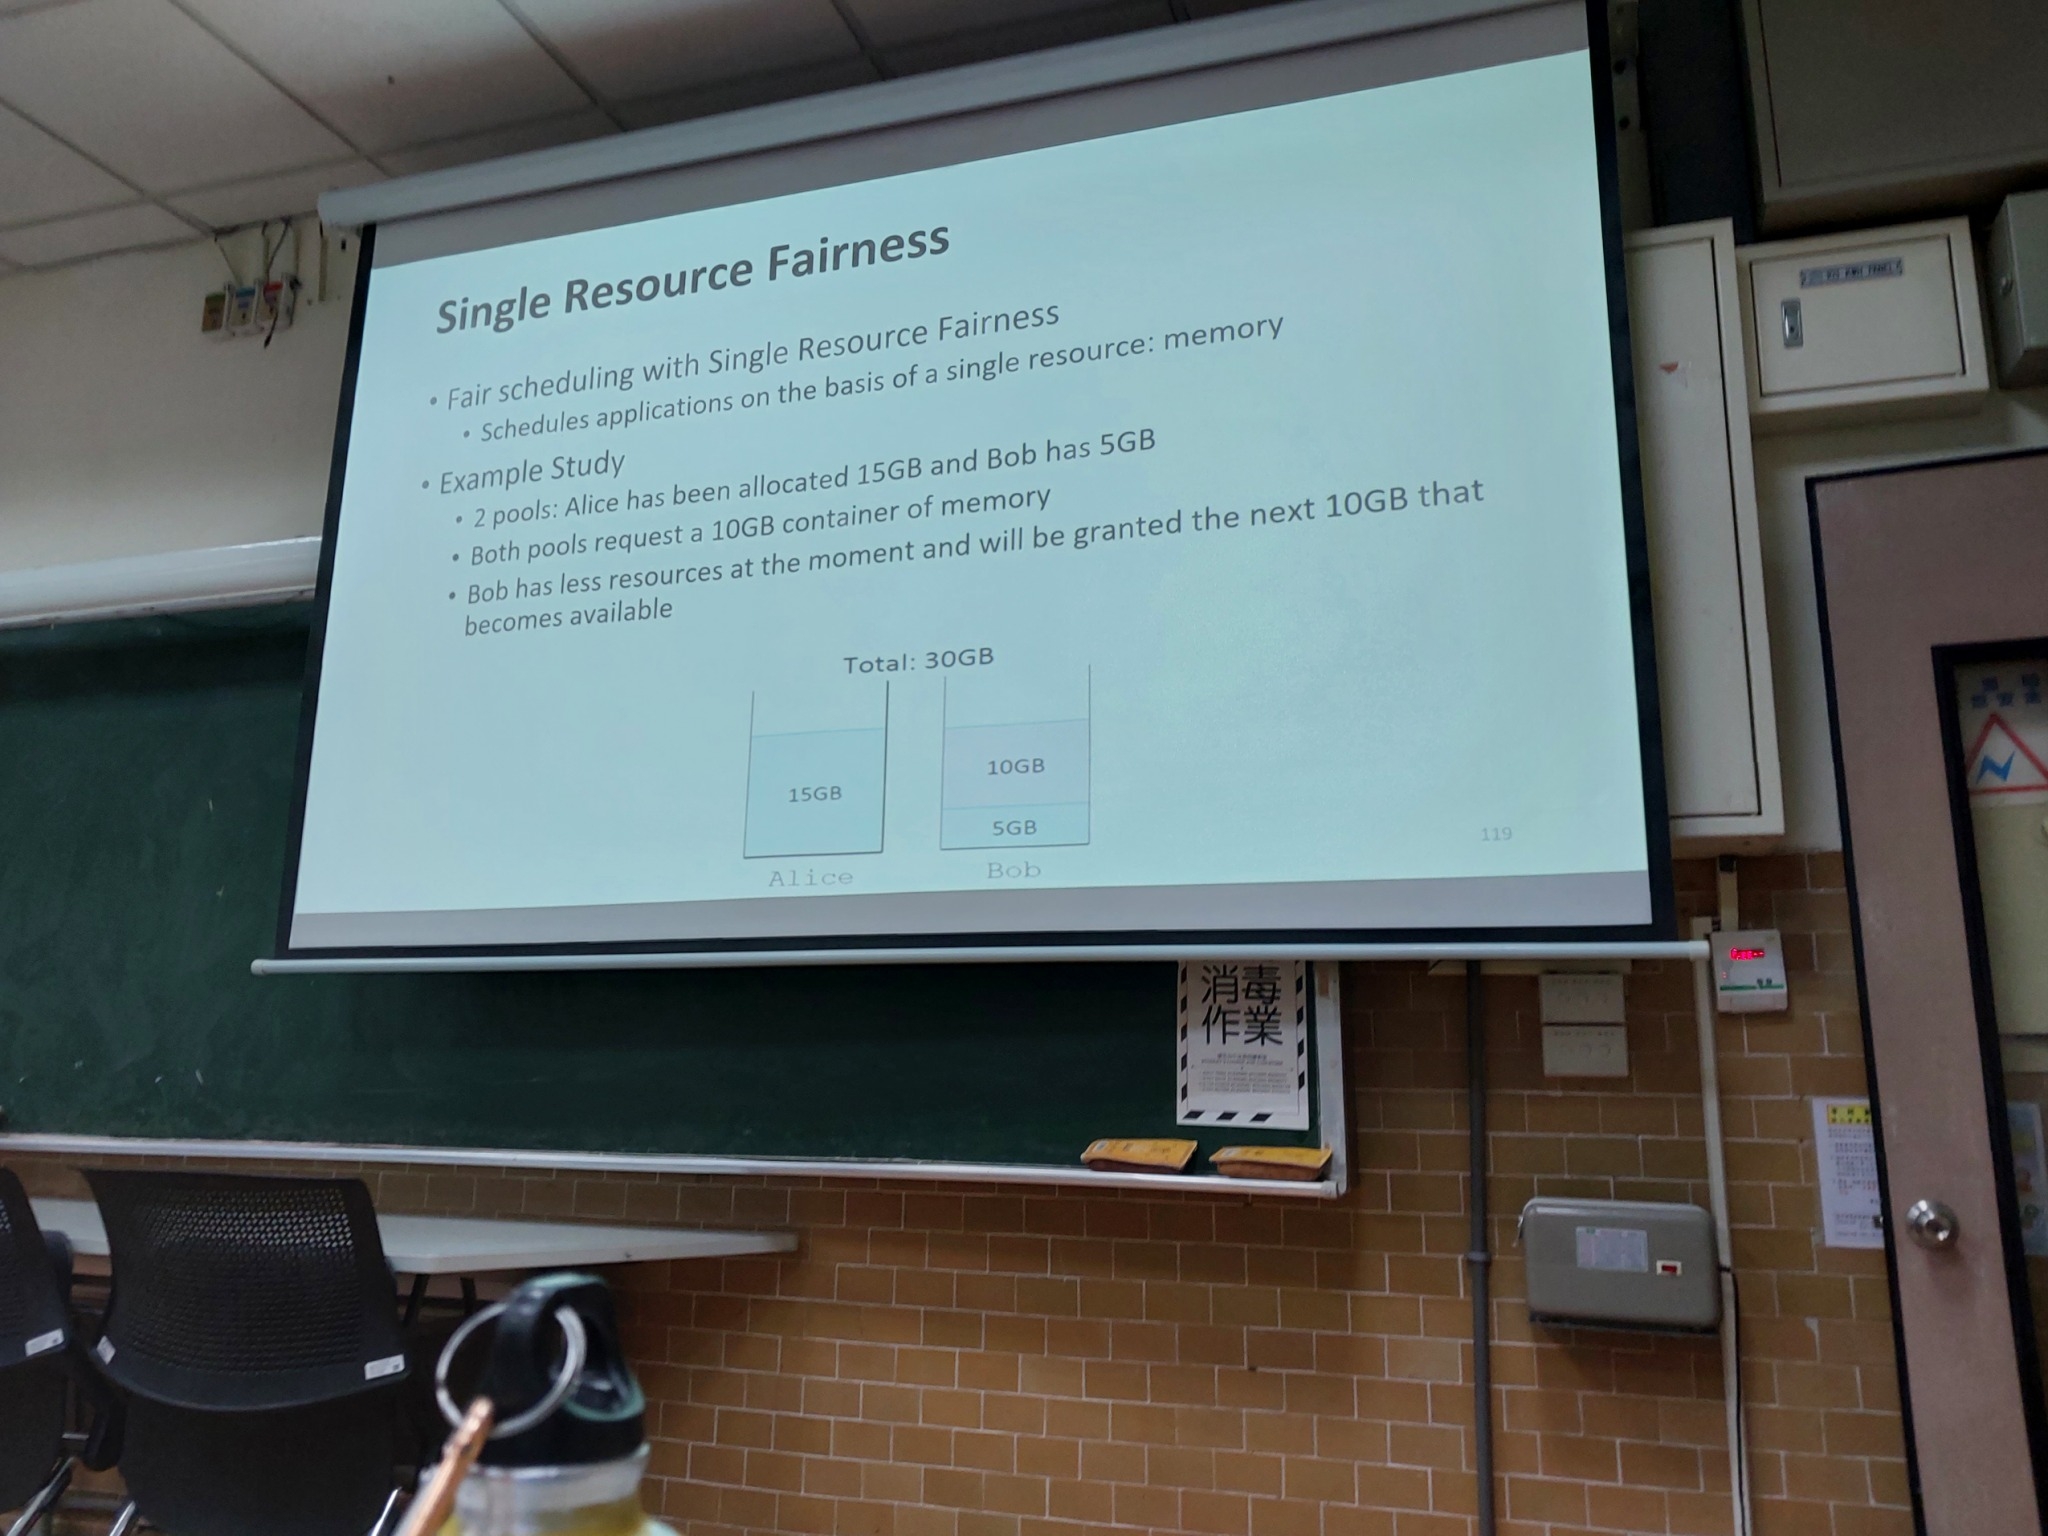 Single Resource Fairness
• Fair scheduling with Single Resource Fairness
• Schedules applications on the basis of a single resource: memory
• Example Study
• 2 pools: Alice has been allocated 15GB and Bob has 5GB
• Both pools request a 10GB container of memory
• Bob has less resources at the moment and will be granted the next 10GB that
becomes available
Total: 30GB
15GB
10GB
5GB
Alice
Bob
119
消毒
作業